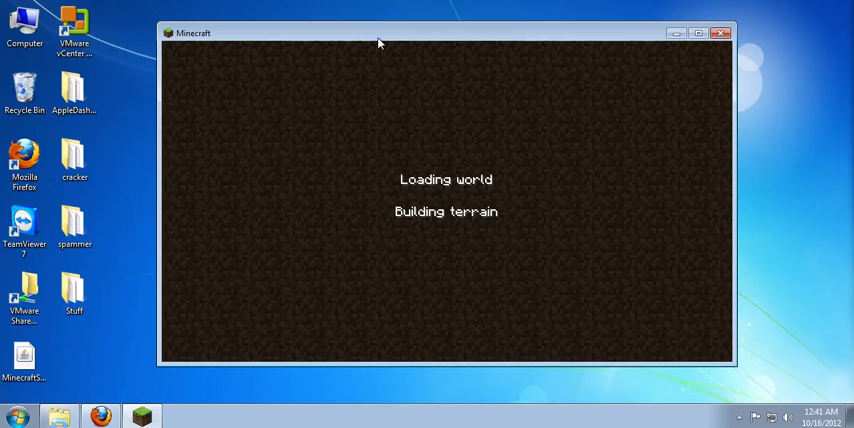 Computer
VMware
vCenter ...
Minecraft
Recycle Bin
AppleDash...
Loading world
Building terrain
Mozilla
Firefox
cracker
TeamViewer
7
spammer
VMware
Share...
Stuff
MinecraftS...
12:41 AM
10/16/2012